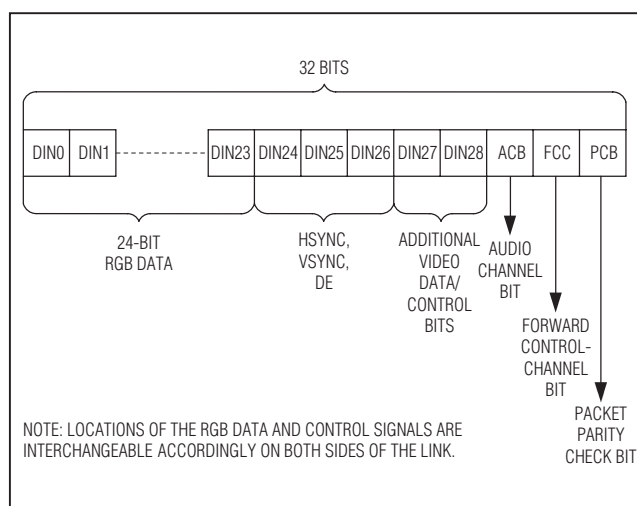 32 BITS
DIN0 DIN1 DIN23 DIN24 DIN25 DIN26 DIN27 DIN28 ACB FCC PCB
24-BIT
RGB DATA
HSYNC,
VSYNC,
DE
ADDITIONAL
VIDEO
DATA/
CONTROL
BITS
AUDIO
CHANNEL
BIT
FORWARD
CONTROL-
CHANNEL
BIT
PACKET
PARITY
CHECK BIT
NOTE: LOCATIONS OF THE RGB DATA AND CONTROL SIGNALS ARE
INTERCHANGEABLE ACCORDINGLY ON BOTH SIDES OF THE LINK.